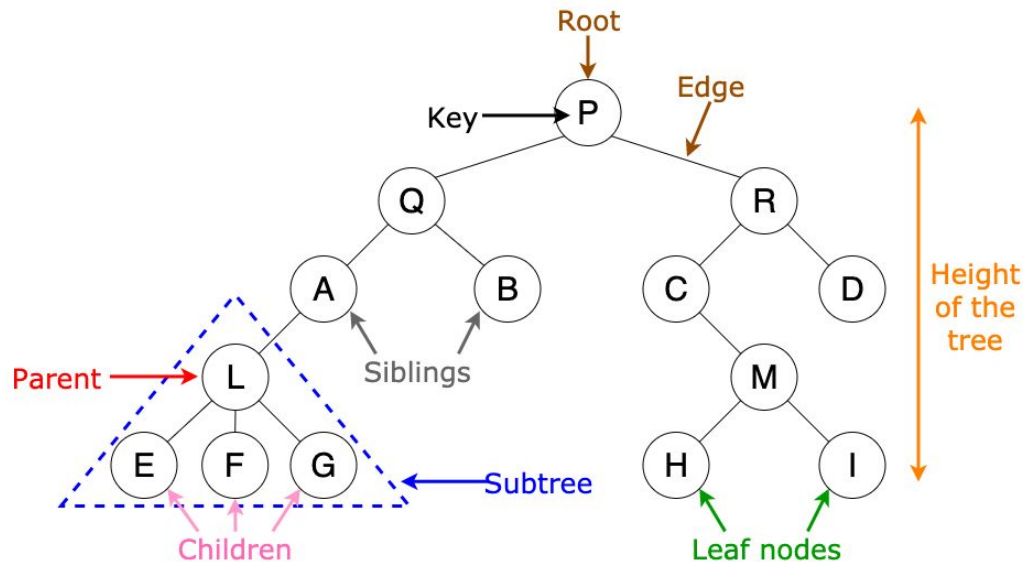 Root
Edge
Key
P
Q
R
A
B
C
D
Height
of the
tree
Siblings
Parent
L
M
E
F
G
H
I
Subtree
Children
Leaf nodes